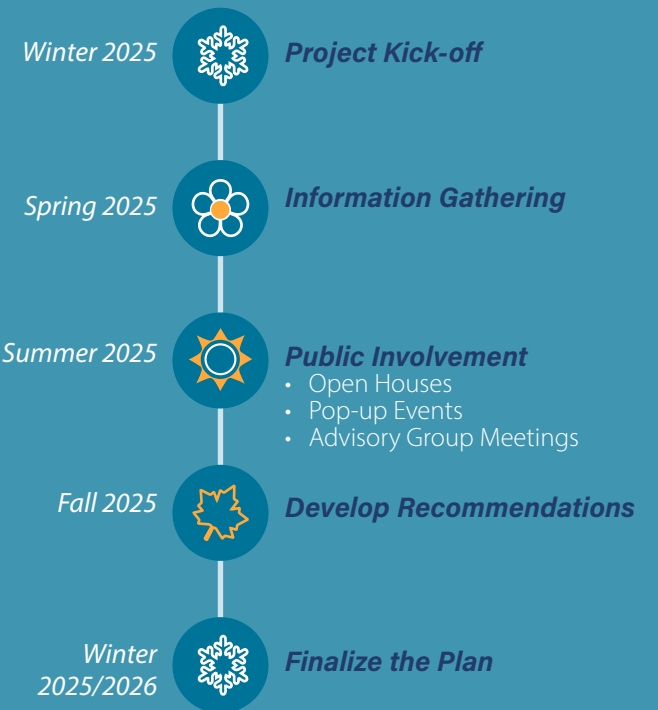 Winter 2025
Project Kick-off
Spring 2025
Information Gathering
Summer 2025
Public Involvement
• Open Houses
• Pop-up Events
• Advisory Group Meetings
Fall 2025
Develop Recommendations
Winter
2025/2026
Finalize the Plan